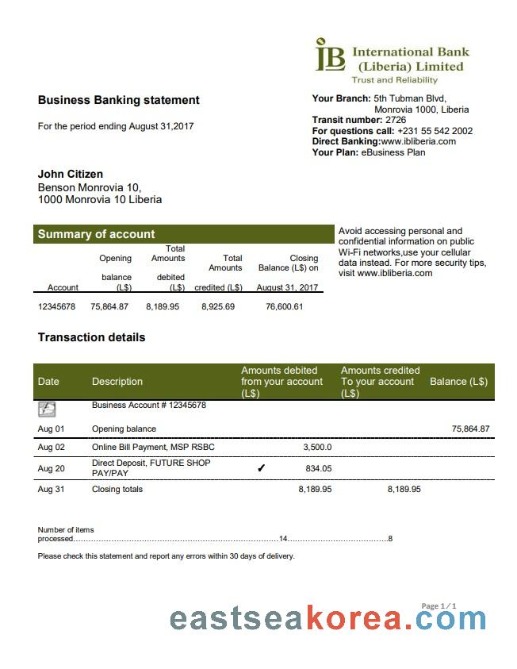 International Bank
(Liberia) Limited
Trust and Reliability
Business Banking statement
For the period ending August 31,2017
Your Branch: 5th Tubman Blvd,
Monrovia 1000, Liberia
Transit number: 2726
For questions call: +231 55 542 2002
Direct Banking:www.ibliberia.com
Your Plan: eBusiness Plan
John Citizen
Benson Monrovia 10,
1000 Monrovia 10 Liberia
Summary of account
Account
Opening
balance
(L$)
Total
Amounts
debited
(L$)
Total
Amounts
credited (L$)
Closing
Balance (L$) on
August 31, 2017
12345678 75,864.87 8,189.95 8,925.69 76,600.61
Avoid accessing personal and
confidential information on public
Wi-Fi networks,use your cellular
data instead. For more security tips,
visit www.ibliberia.com
Transaction details
Date
Description
Amounts debited
from your account
(L$)
Amounts credited
To your account
(L$)
Balance (L$)
Business Account # 12345678
Aug 01 Opening balance 75,864.87
Aug 02 Online Bill Payment, MSP RSBC 3,500.0
Aug 20 Direct Deposit, FUTURE SHOP
PAY/PAY ✓ 834.05
Aug 31 Closing totals 8,189.95 8,189.95
Number of items
processed.....................................................................14....................................8
Please check this statement and report any errors within 30 days of delivery.
Page 1/1
eastseakorea.com